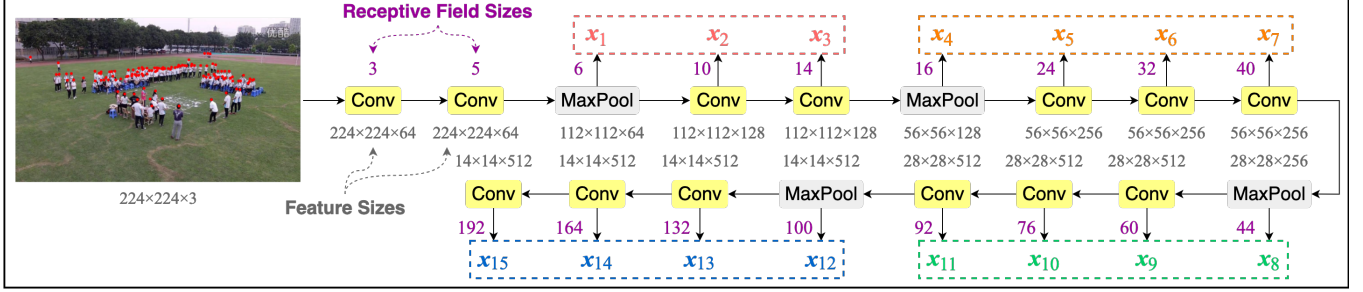 优酷
Receptive Field Sizes
x1 x2 x3 x4 x5 x6 x7
3 5 6 10 14 16 24 32 40
Conv Conv MaxPool Conv Conv MaxPool Conv Conv Conv
224×224×64 224×224×64 112×112×64 112×112×128 112×112×128 56×56×128 56×56×256 56×56×256 56×56×256
14×14×512 14×14×512 14×14×512 14×14×512 28×28×512 28×28×512 28×28×512 28×28×256
224×224×3
Feature Sizes
Conv Conv Conv MaxPool Conv Conv Conv MaxPool
192 164 132 100 92 76 60 44
x15 x14 x13 x12 x11 x10 x9 x8